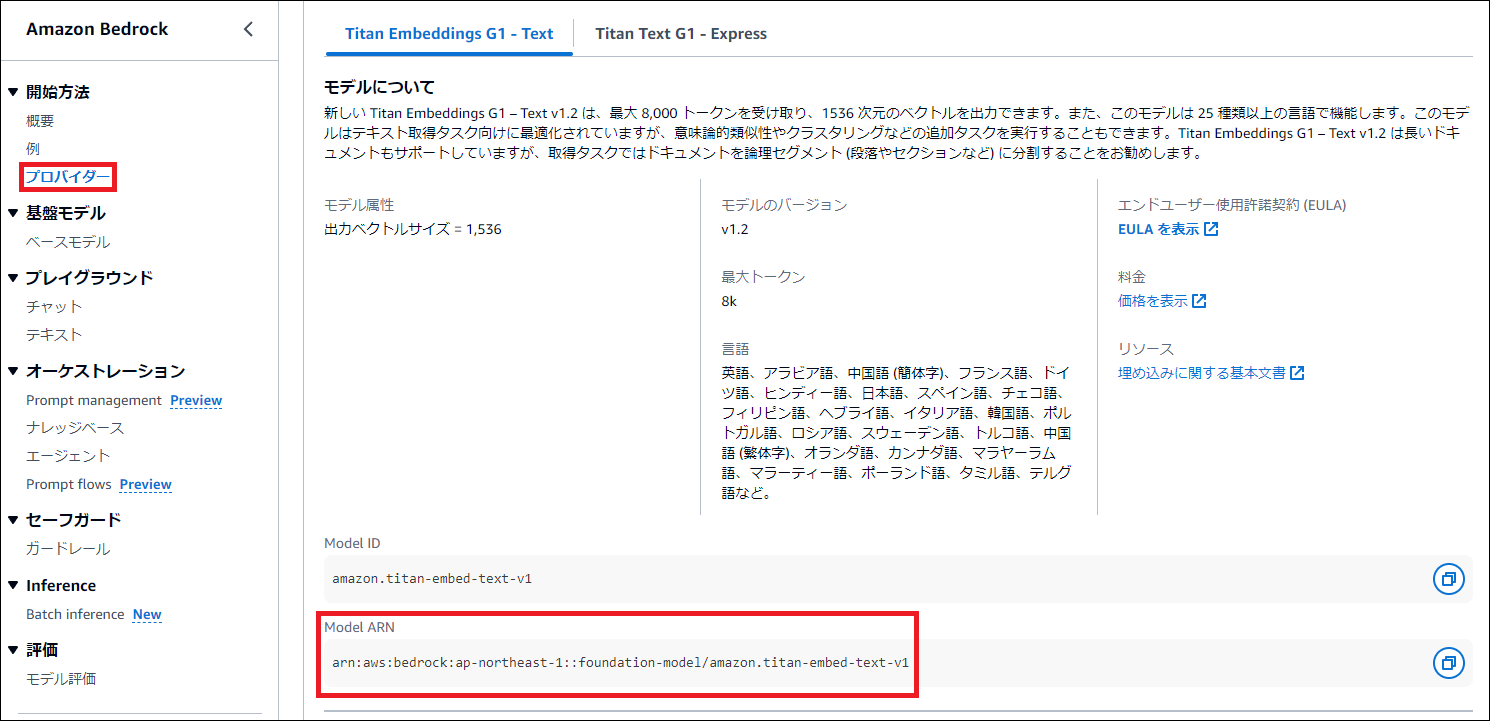 Amazon Bedrock
開始方法
概要
例
プロバイダー
基盤モデル
ベースモデル
プレイグラウンド
チャット
テキスト
オーケストレーション
Prompt management Preview
ナレッジベース
エージェント
Prompt flows Preview
セーフガード
ガードレール
Inference
Batch inference New
評価
モデル評価
Titan Embeddings G1 - Text
Titan Text G1 - Express
モデルについて
新しい Titan Embeddings G1 – Text v1.2 は、最大 8,000 トークンを受け取り、1536 次元のベクトルを出力できます。また、このモデルは 25 種類以上の言語で機能します。このモデ
ルはテキスト取得タスク向けに最適化されていますが、意味論的類似性やクラスタリングなどの追加タスクを実行することもできます。Titan Embeddings G1 – Text v1.2 は長いドキ
ュメントもサポートしていますが、取得タスクではドキュメントを論理セグメント (段落やセクションなど) に分割することをお勧めします。
モデル属性
出力ベクトルサイズ = 1,536
モデルのバージョン
v1.2
最大トークン
8k
言語
英語、アラビア語、中国語 (簡体字)、フランス語、ドイ
ツ語、ヒンディー語、日本語、スペイン語、チェコ語、
フィリピン語、ヘブライ語、イタリア語、韓国語、ポル
トガル語、ロシア語、スウェーデン語、トルコ語、中国
語 (繁体字)、オランダ語、カンナダ語、マラヤーラム
語、マラーティー語、ポーランド語、タミル語、テルグ
語など。
エンドユーザー使用許諾契約 (EULA)
EULA を表示
料金
価格を表示
リソース
埋め込みに関する基本文書
Model ID
amazon.titan-embed-text-v1
Model ARN
arn:aws:bedrock:ap-northeast-1::foundation-model/amazon.titan-embed-text-v1